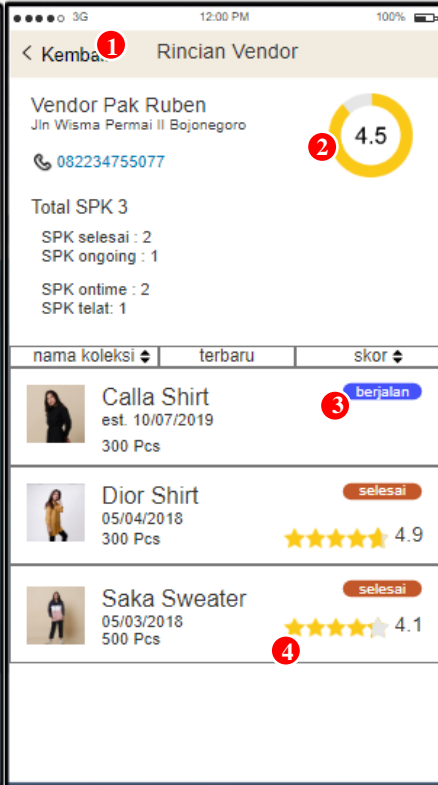 3G 12:00 PM 100%
1
< Kembali Rincian Vendor
Vendor Pak Ruben
Jln Wisma Permai II Bojonegoro
2 4.5
082234755077
Total SPK 3
SPK selesai : 2
SPK ongoing : 1
SPK ontime : 2
SPK telat: 1
nama koleksi terbaru skor
Calla Shirt berjalan
3
est. 10/07/2019
300 Pcs
Dior Shirt selesai
05/04/2018
300 Pcs 4.9
Saka Sweater selesai
05/03/2018 4.1
500 Pcs
4